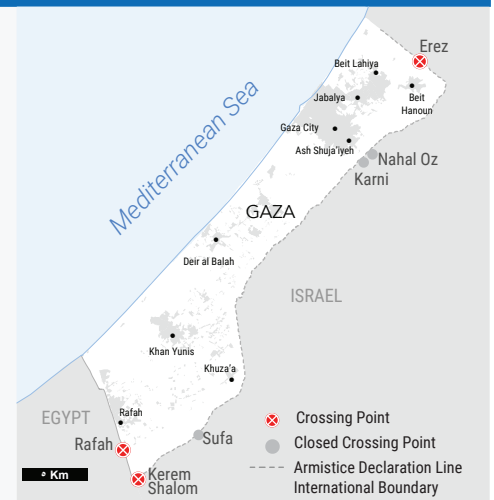 Erez
Beit Lahiya
Jabalya
Beit
Hanoun
Gaza City
Ash Shuja'iyeh
Nahal Oz
Karni
Mediterranean Sea
GAZA
Deir al Balah
ISRAEL
Khan Yunis
Khuza'a
EGYPT
Rafah
Rafah
Sufa
Kerem
Shalom
Km
Crossing Point
Closed Crossing Point
Armistice Declaration Line
International Boundary